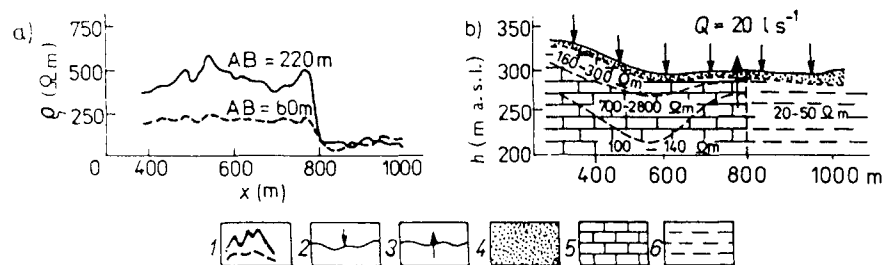 a)
750
500
250
0
ϱ (Ωm)
AB = 220m
AB = 60m
400 600 800 1000
x (m)
b)
350
300
250
200
h (m a.s.l.)
Q = 20 l s⁻¹
160-300 Ωm
700-2800 Ωm
20-50 Ωm
100 - 140 Ωm
400 600 800 1000 m
1 2 3 4 5 6